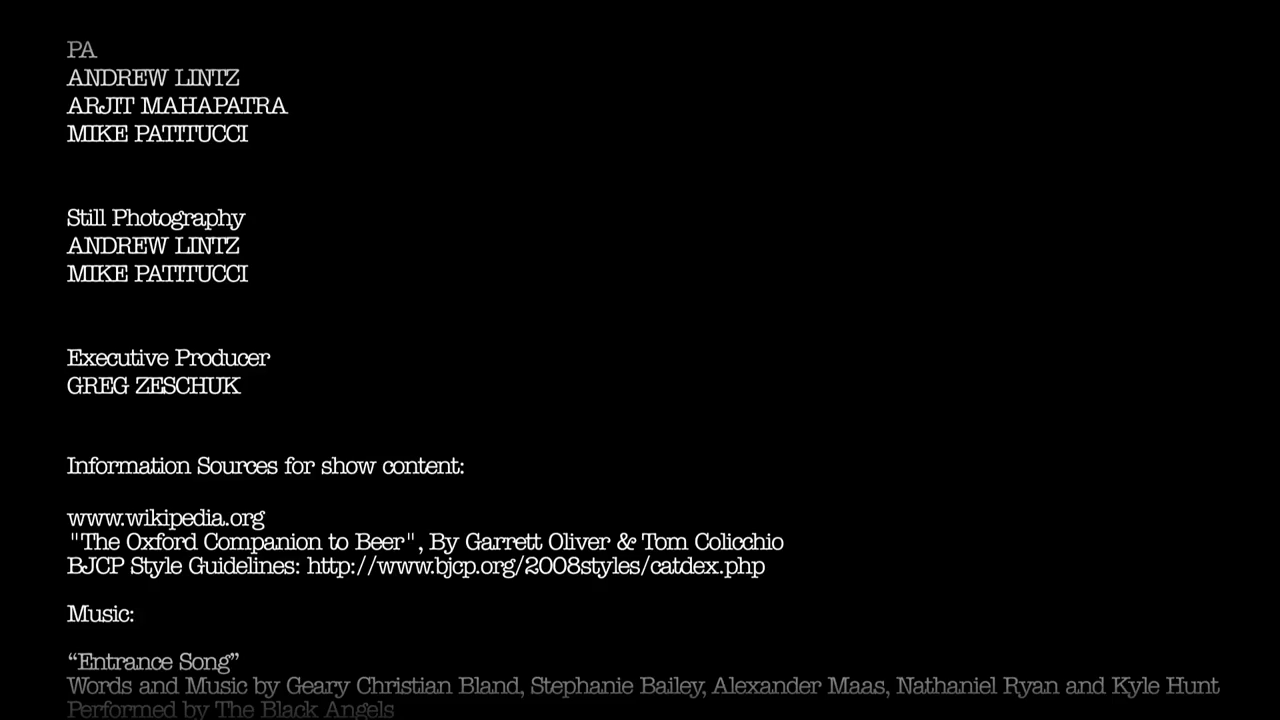 PA
ANDREW LINTZ
ARJIT MAHAPATRA
MIKE PATITUCCI
Still Photography
ANDREW LINTZ
MIKE PATITUCCI
Executive Producer
GREG ZESCHUK
Information Sources for show content:
www.wikipedia.org
"The Oxford Companion to Beer", By Garrett Oliver & Tom Colicchio
BJCP Style Guidelines: http://www.bjcp.org/2008styles/catdex.php
Music:
“Entrance Song”
Words and Music by Geary Christian Bland, Stephanie Bailey, Alexander Maas, Nathaniel Ryan and Kyle Hunt
Performed by The Black Angels